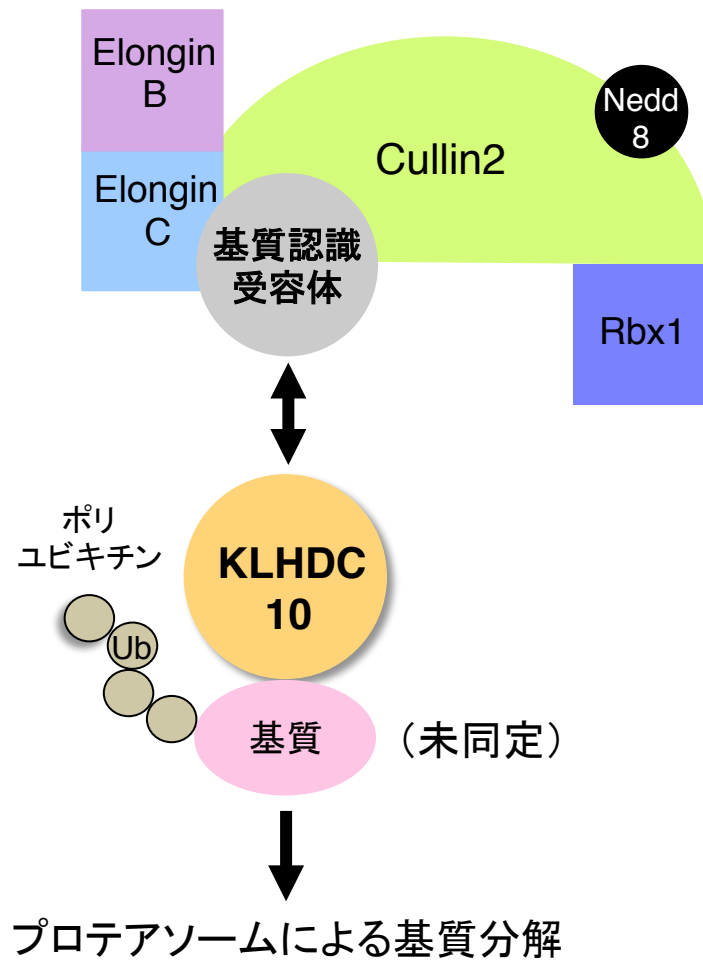 Elongin
B
Nedd
8
Cullin2
Elongin
C
基質認識
受容体
Rbx1
ポリ
ユビキチン
KLHDC
10
Ub
基質
（未同定）
プロテアソームによる基質分解